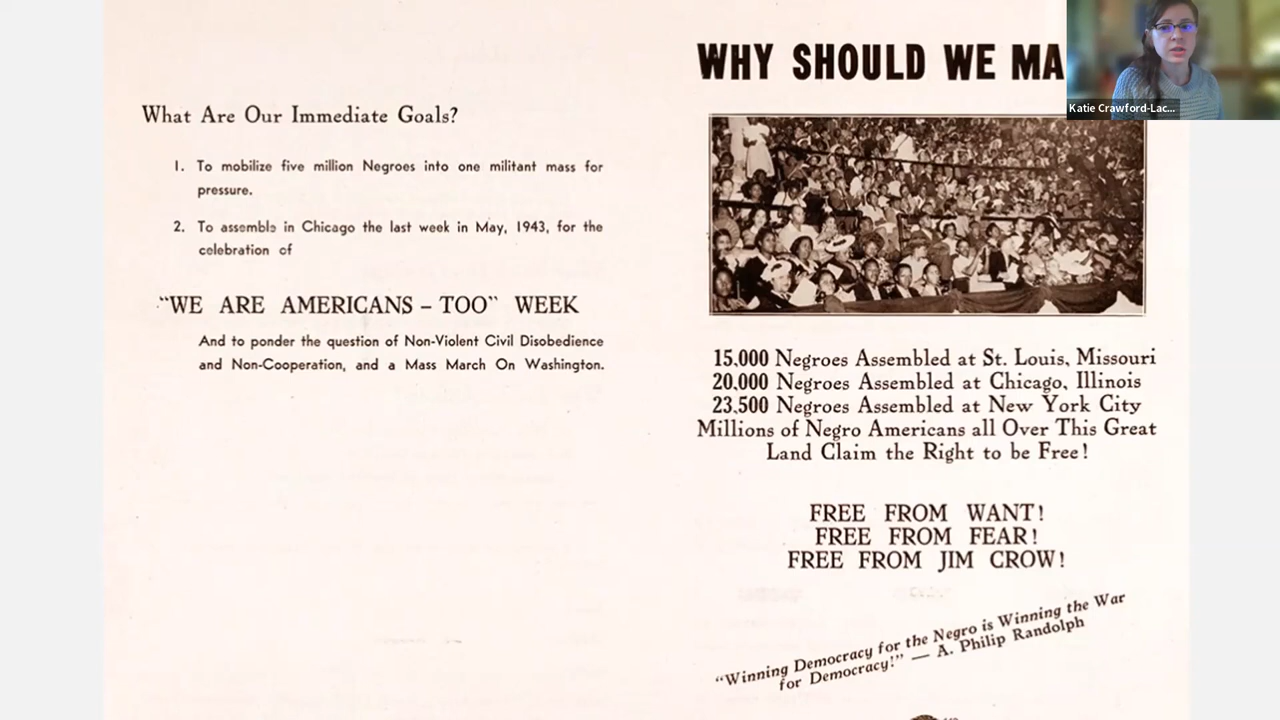 What Are Our Immediate Goals?
1. To mobilize five million Negroes into one militant mass for
pressure.
2. To assemble in Chicago the last week in May, 1943, for the
celebration of
"WE ARE AMERICANS – TOO" WEEK
And to ponder the question of Non-Violent Civil Disobedience
and Non-Cooperation, and a Mass March On Washington.
WHY SHOULD WE MA
15,000 Negroes Assembled at St. Louis, Missouri
20,000 Negroes Assembled at Chicago, Illinois
23,500 Negroes Assembled at New York City
Millions of Negro Americans all Over This Great
Land Claim the Right to be Free!
FREE FROM WANT!
FREE FROM FEAR!
FREE FROM JIM CROW!
"Winning Democracy for the Negro is Winning the War
for Democracy!" — A. Philip Randolph
Katie Crawford-Lac...